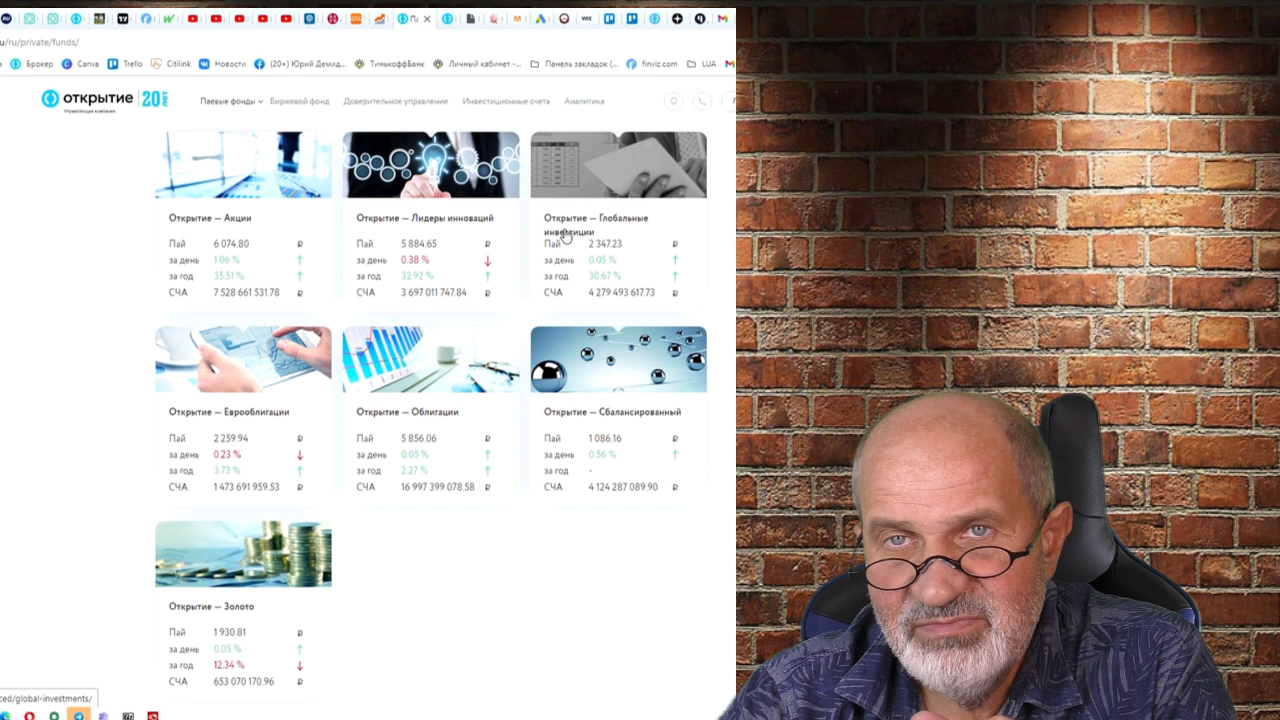 u/ru/private/funds/
Брокер
Canva
Trello
Citilink
Новости
(20+) Юрий Демид...
ТинькоффБанк
Личный кабинет -...
Панель закладок (...
finviz.com
LUA
открытие 20 лет
Управляющая компания
Паевые фонды
Биржевой фонд
Доверительное управление
Инвестиционные счета
Аналитика
Открытие — Акции
Пай 6 074.80 ₽
за день 1.06 % ↑
за год 35.51 % ↑
СЧА 7 528 661 531.78 ₽
Открытие — Лидеры инноваций
Пай 5 884.65 ₽
за день 0.38 % ↓
за год 32.92 % ↑
СЧА 3 697 011 747.84 ₽
Открытие — Глобальные
инвестиции
Пай 2 347.23 ₽
за день 0.05 % ↑
за год 30.67 % ↑
СЧА 4 279 493 617.73 ₽
Открытие — Еврооблигации
Пай 2 259.94 ₽
за день 0.23 % ↓
за год 3.73 % ↑
СЧА 1 473 691 959.53 ₽
Открытие — Облигации
Пай 5 856.06 ₽
за день 0.05 % ↑
за год 2.27 % ↑
СЧА 16 997 399 078.58 ₽
Открытие — Сбалансированный
Пай 1 086.16 ₽
за день 0.56 % ↑
за год -
СЧА 4 124 287 089.90 ₽
Открытие — Золото
Пай 1 930.81 ₽
за день 0.05 % ↑
за год 12.34 % ↓
СЧА 653 070 170.96 ₽
ced/global-investments/